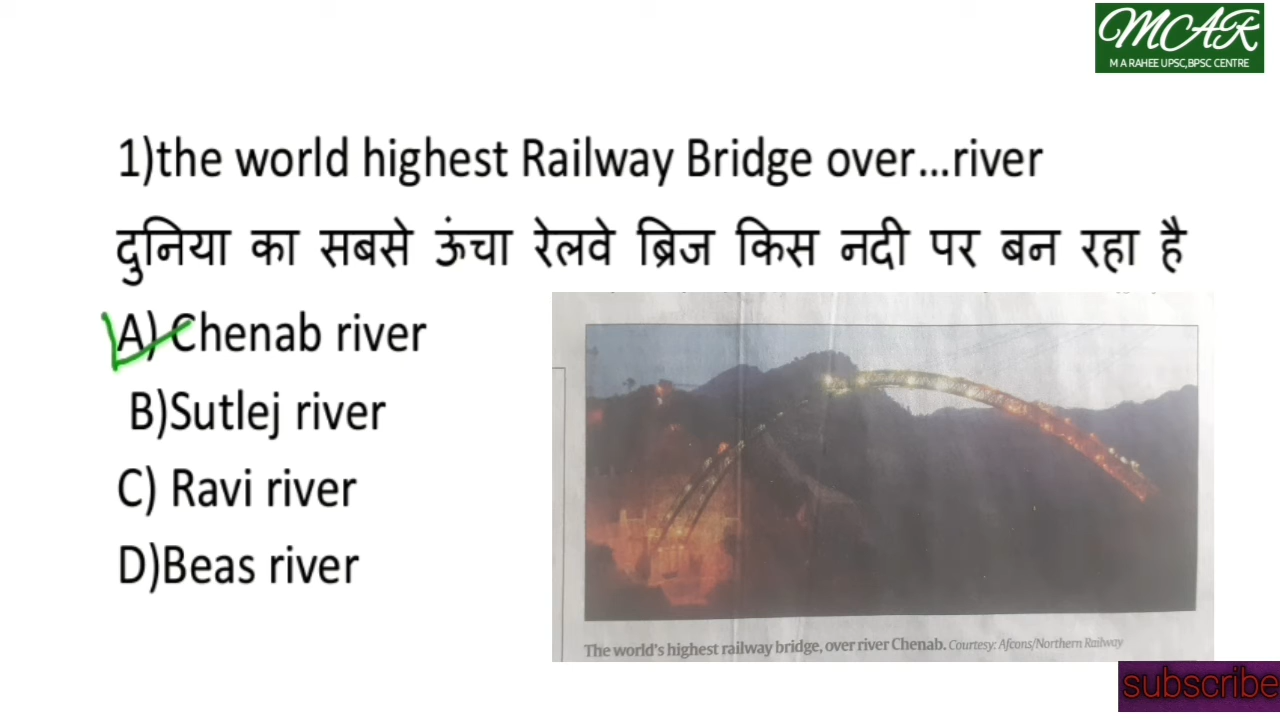 MCAR
M A RAHEE UPSC,BPSC CENTRE
1)the world highest Railway Bridge over...river
दुनिया का सबसे ऊंचा रेलवे ब्रिज किस नदी पर बन रहा है
A) Chenab river
B)Sutlej river
C) Ravi river
D)Beas river
The world's highest railway bridge, over river Chenab. Courtesy: Afcons/Northern Railway
subscribe